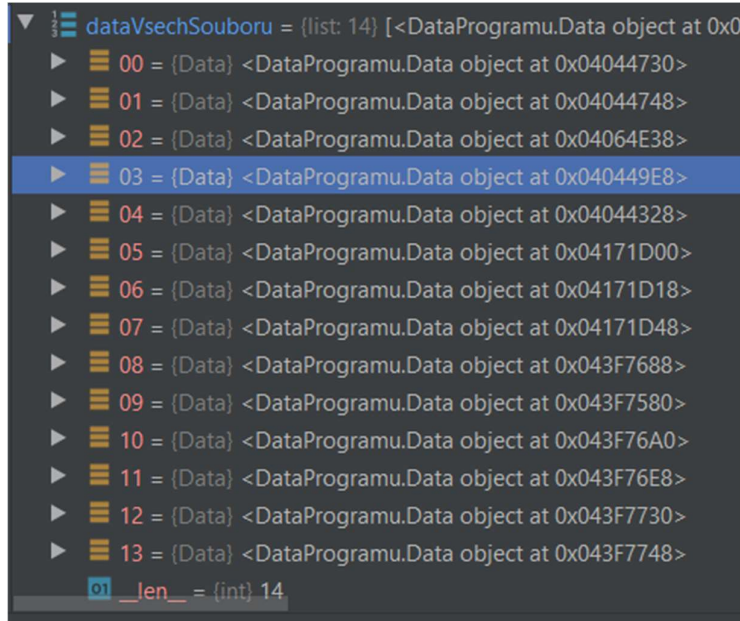 dataVsechSouboru = {list: 14} [<DataProgramu.Data object at 0x0
00 = {Data} <DataProgramu.Data object at 0x04044730>
01 = {Data} <DataProgramu.Data object at 0x04044748>
02 = {Data} <DataProgramu.Data object at 0x04064E38>
03 = {Data} <DataProgramu.Data object at 0x040449E8>
04 = {Data} <DataProgramu.Data object at 0x04044328>
05 = {Data} <DataProgramu.Data object at 0x04171D00>
06 = {Data} <DataProgramu.Data object at 0x04171D18>
07 = {Data} <DataProgramu.Data object at 0x04171D48>
08 = {Data} <DataProgramu.Data object at 0x043F7688>
09 = {Data} <DataProgramu.Data object at 0x043F7580>
10 = {Data} <DataProgramu.Data object at 0x043F76A0>
11 = {Data} <DataProgramu.Data object at 0x043F76E8>
12 = {Data} <DataProgramu.Data object at 0x043F7730>
13 = {Data} <DataProgramu.Data object at 0x043F7748>
01 __len__ = {int} 14